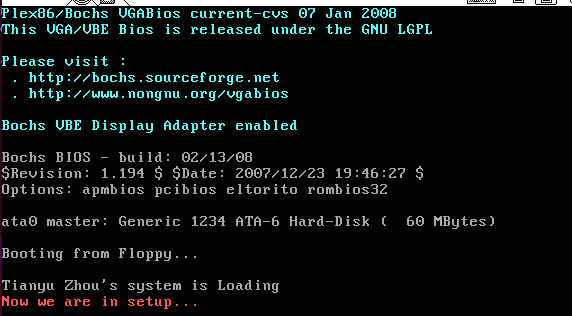 Plex86/Bochs VGABios current-cvs 07 Jan 2008
This VGA/VBE Bios is released under the GNU LGPL
Please visit :
. http://bochs.sourceforge.net
. http://www.nongnu.org/vgabios
Bochs VBE Display Adapter enabled
Bochs BIOS - build: 02/13/08
$Revision: 1.194 $ $Date: 2007/12/23 19:46:27 $
Options: apmbios pcibios eltorito rombios32
ata0 master: Generic 1234 ATA-6 Hard-Disk (  60 MBytes)
Booting from Floppy...
Tianyu Zhou's system is Loading
Now we are in setup...